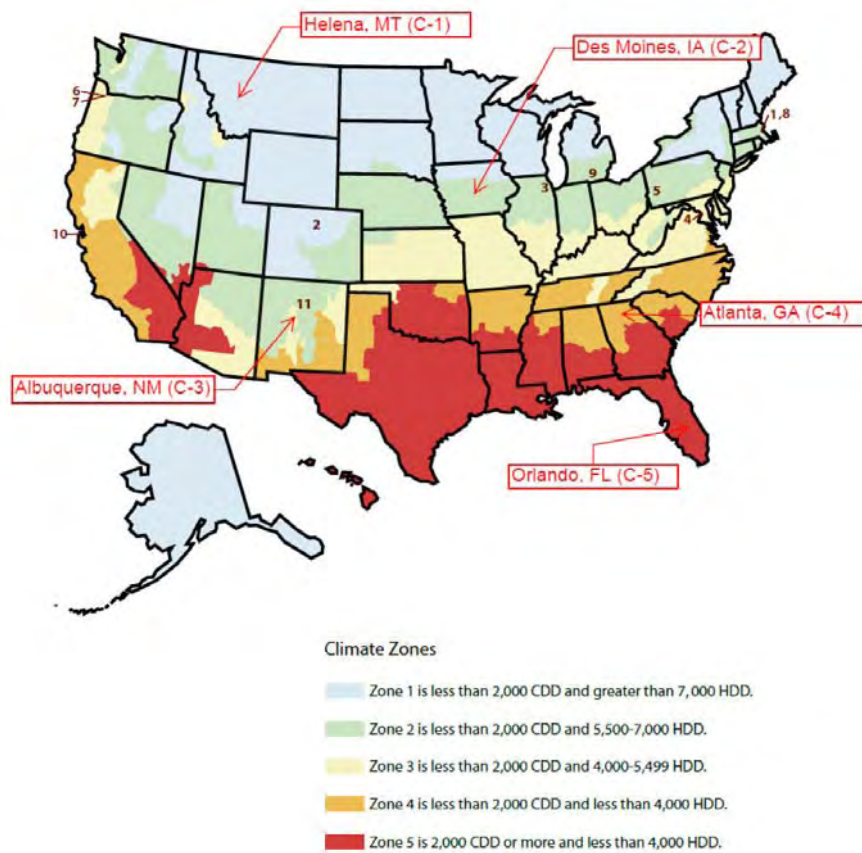 Helena, MT (C-1)
Des Moines, IA (C-2)
6
7
1,8
9
3
5
2
4
10
11
Atlanta, GA (C-4)
Albuquerque, NM (C-3)
Orlando, FL (C-5)
Climate Zones
Zone 1 is less than 2,000 CDD and greater than 7,000 HDD.
Zone 2 is less than 2,000 CDD and 5,500-7,000 HDD.
Zone 3 is less than 2,000 CDD and 4,000-5,499 HDD.
Zone 4 is less than 2,000 CDD and less than 4,000 HDD.
Zone 5 is 2,000 CDD or more and less than 4,000 HDD.